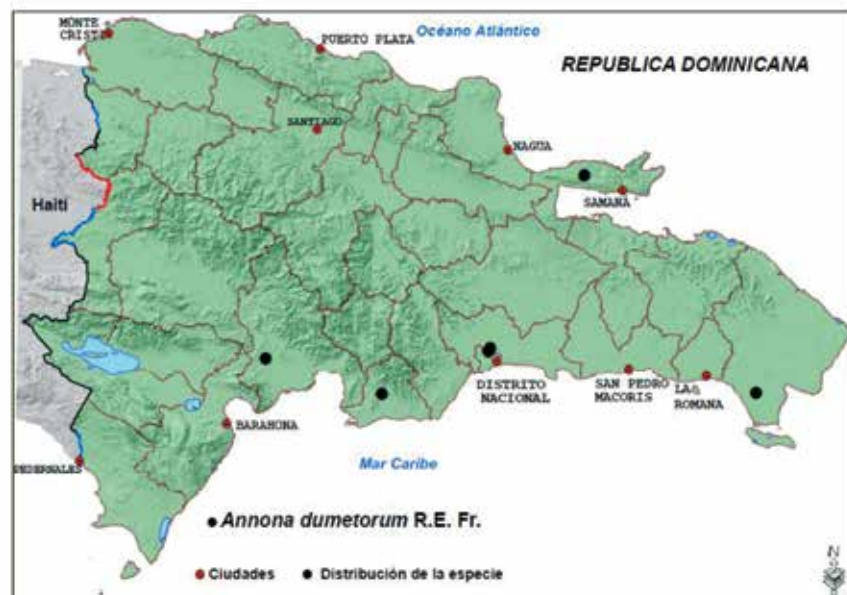 MONTE
CRISTI
PUERTO PLATA
Océano Atlántico
REPUBLICA DOMINICANA
SANTIAGO
NAGUA
Haití
SAMANA
DISTRITO
NACIONAL
SAN PEDRO
MACORIS
LA
ROMANA
BARAHONA
PEDERNALES
Mar Caribe
Annona dumetorum R.E. Fr.
Ciudades
Distribución de la especie
N